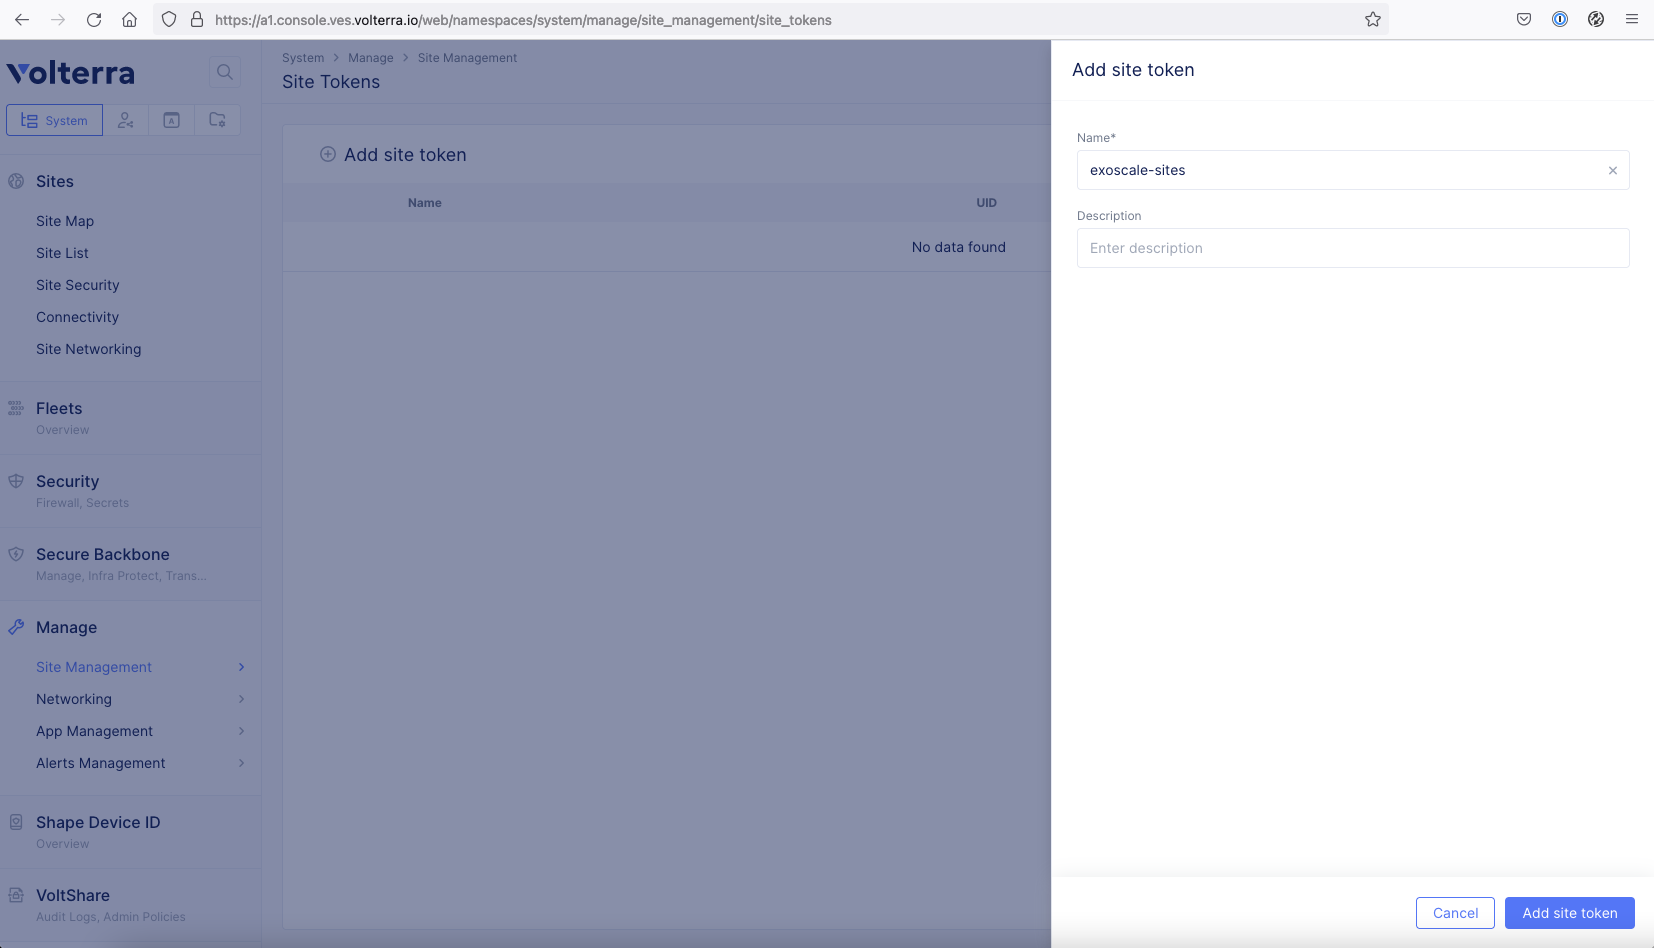 https://a1.console.ves.volterra.io/web/namespaces/system/manage/site_management/site_tokens
Volterra
System
Sites
Site Map
Site List
Site Security
Connectivity
Site Networking
Fleets
Overview
Security
Firewall, Secrets
Secure Backbone
Manage, Infra Protect, Trans...
Manage
Site Management
Networking
App Management
Alerts Management
Shape Device ID
Overview
VoltShare
Audit Logs, Admin Policies
System > Manage > Site Management
Site Tokens
Add site token
Name UID
No data found
Add site token
Name*
exoscale-sites
Description
Enter description
Cancel Add site token